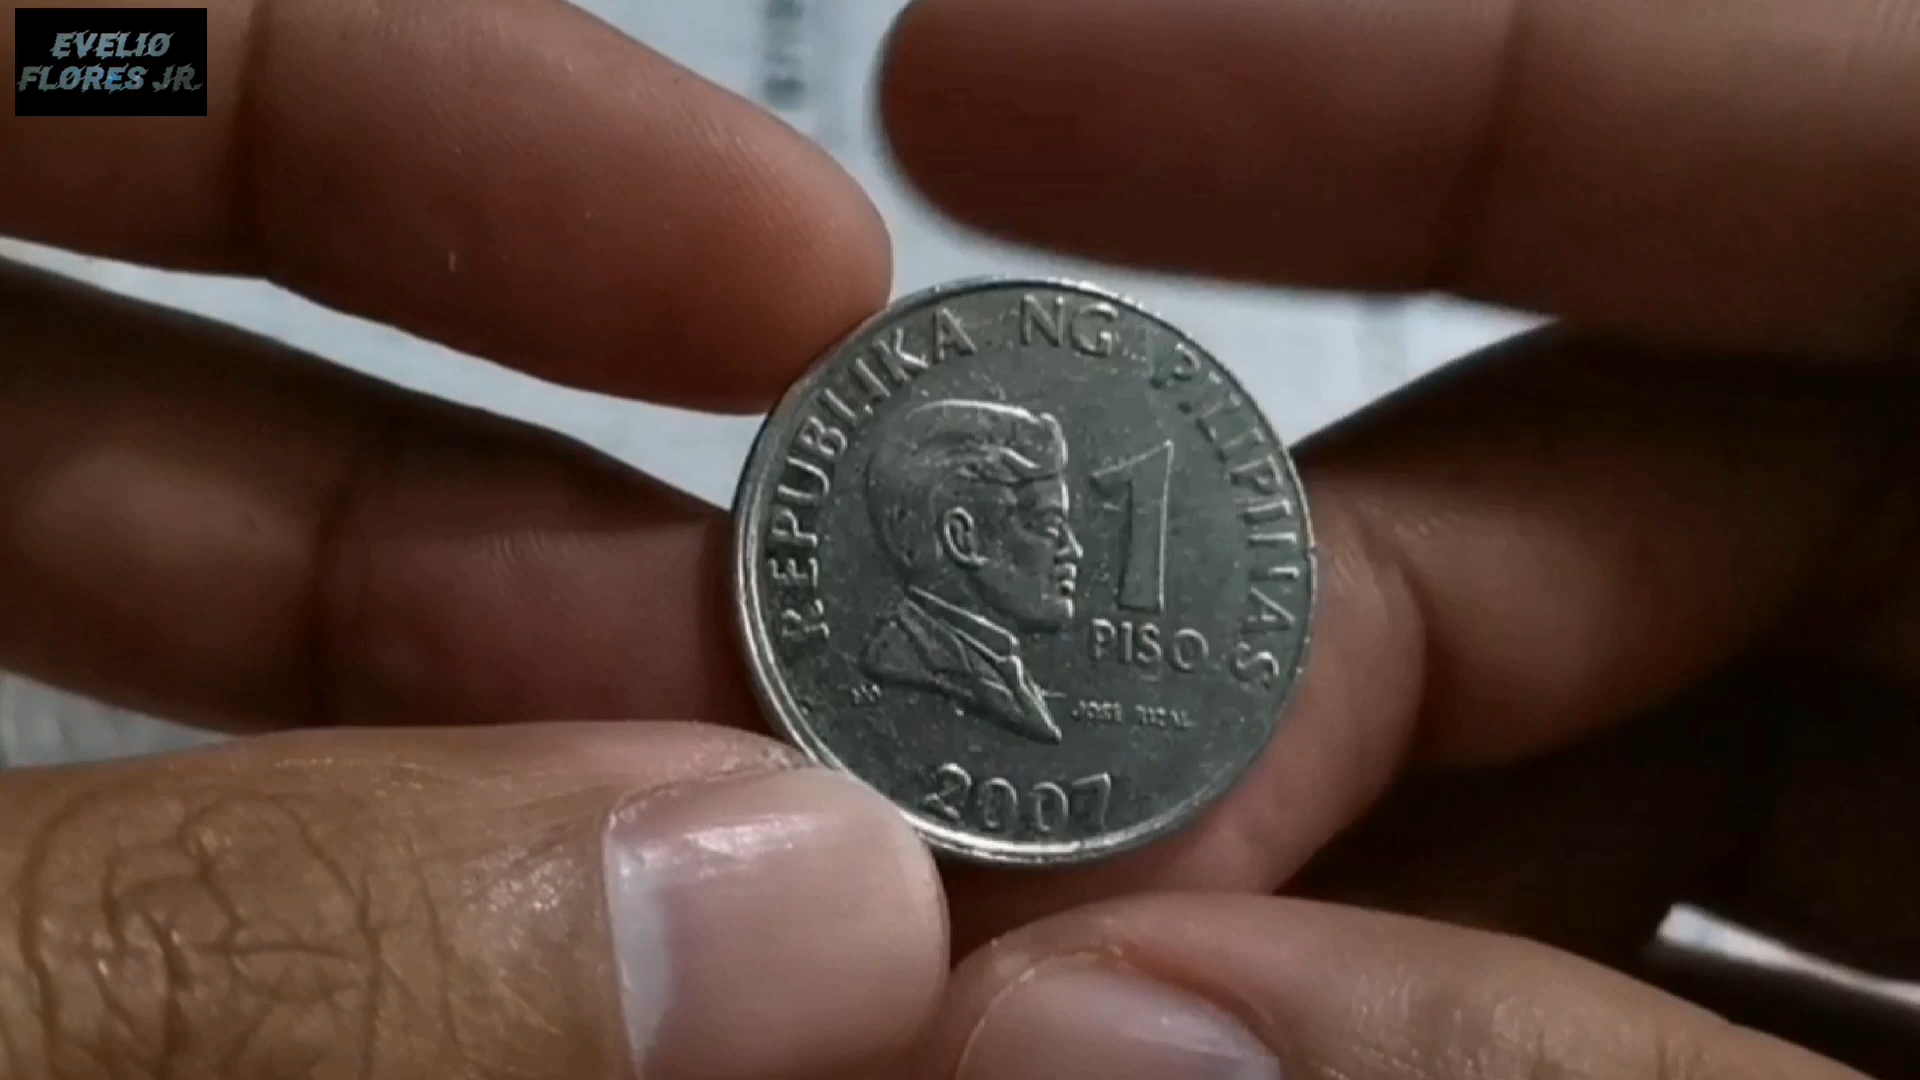 EVELIO
FLORES JR.
REPUBLIKA NG PILIPINAS
1
PISO
JOSE RIZAL
2007